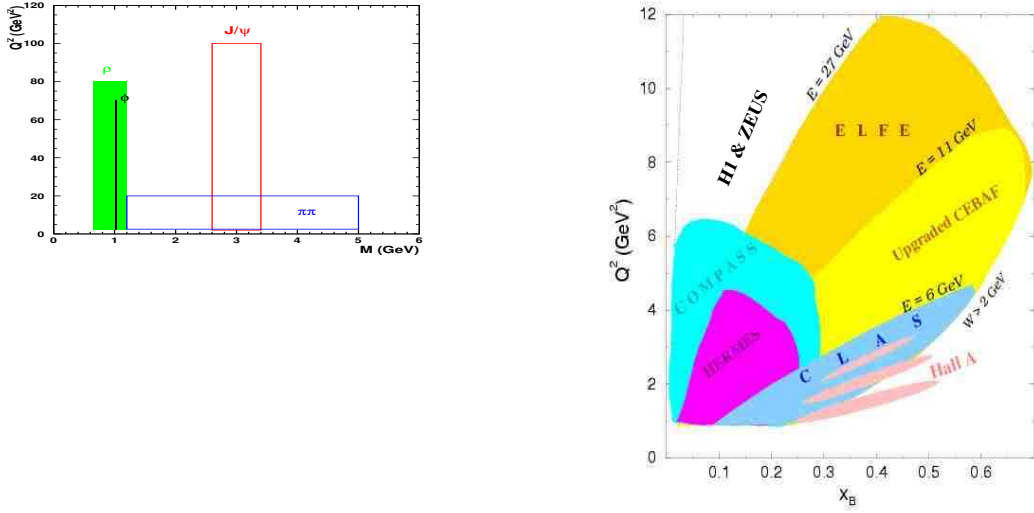 Q² (GeV²)
120
100
80
60
40
20
0
J/ψ
ρ
Φ
ππ
0 1 2 3 4 5 6
M (GeV)
Q² (GeV²)
12
10
8
6
4
2
0
E = 27 GeV
H1 & ZEUS
E L F E
E = 11 GeV
Upgraded CEBAF
COMPASS
HERMES
E = 6 GeV
W > 2 GeV
C L A S
Hall A
0.1 0.2 0.3 0.4 0.5 0.6
X_B